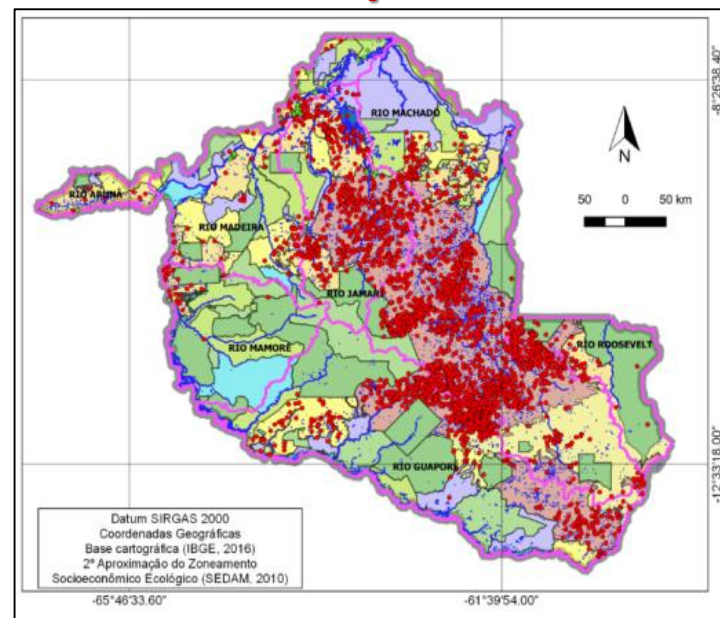 RIO MACHADO
-8°26'38.40"
N
50 0 50 km
RIO ABUNÃ
RIO MADEIRA
RIO JAMARI
RIO MAMORÉ
RIO ROOSEVELT
RIO GUAPORÉ
-12°33'18.00"
Datum SIRGAS 2000
Coordenadas Geográficas
Base cartográfica (IBGE, 2016)
2ª Aproximação do Zoneamento
Socioeconômico Ecológico (SEDAM, 2010)
-65°46'33.60"
-61°39'54.00"